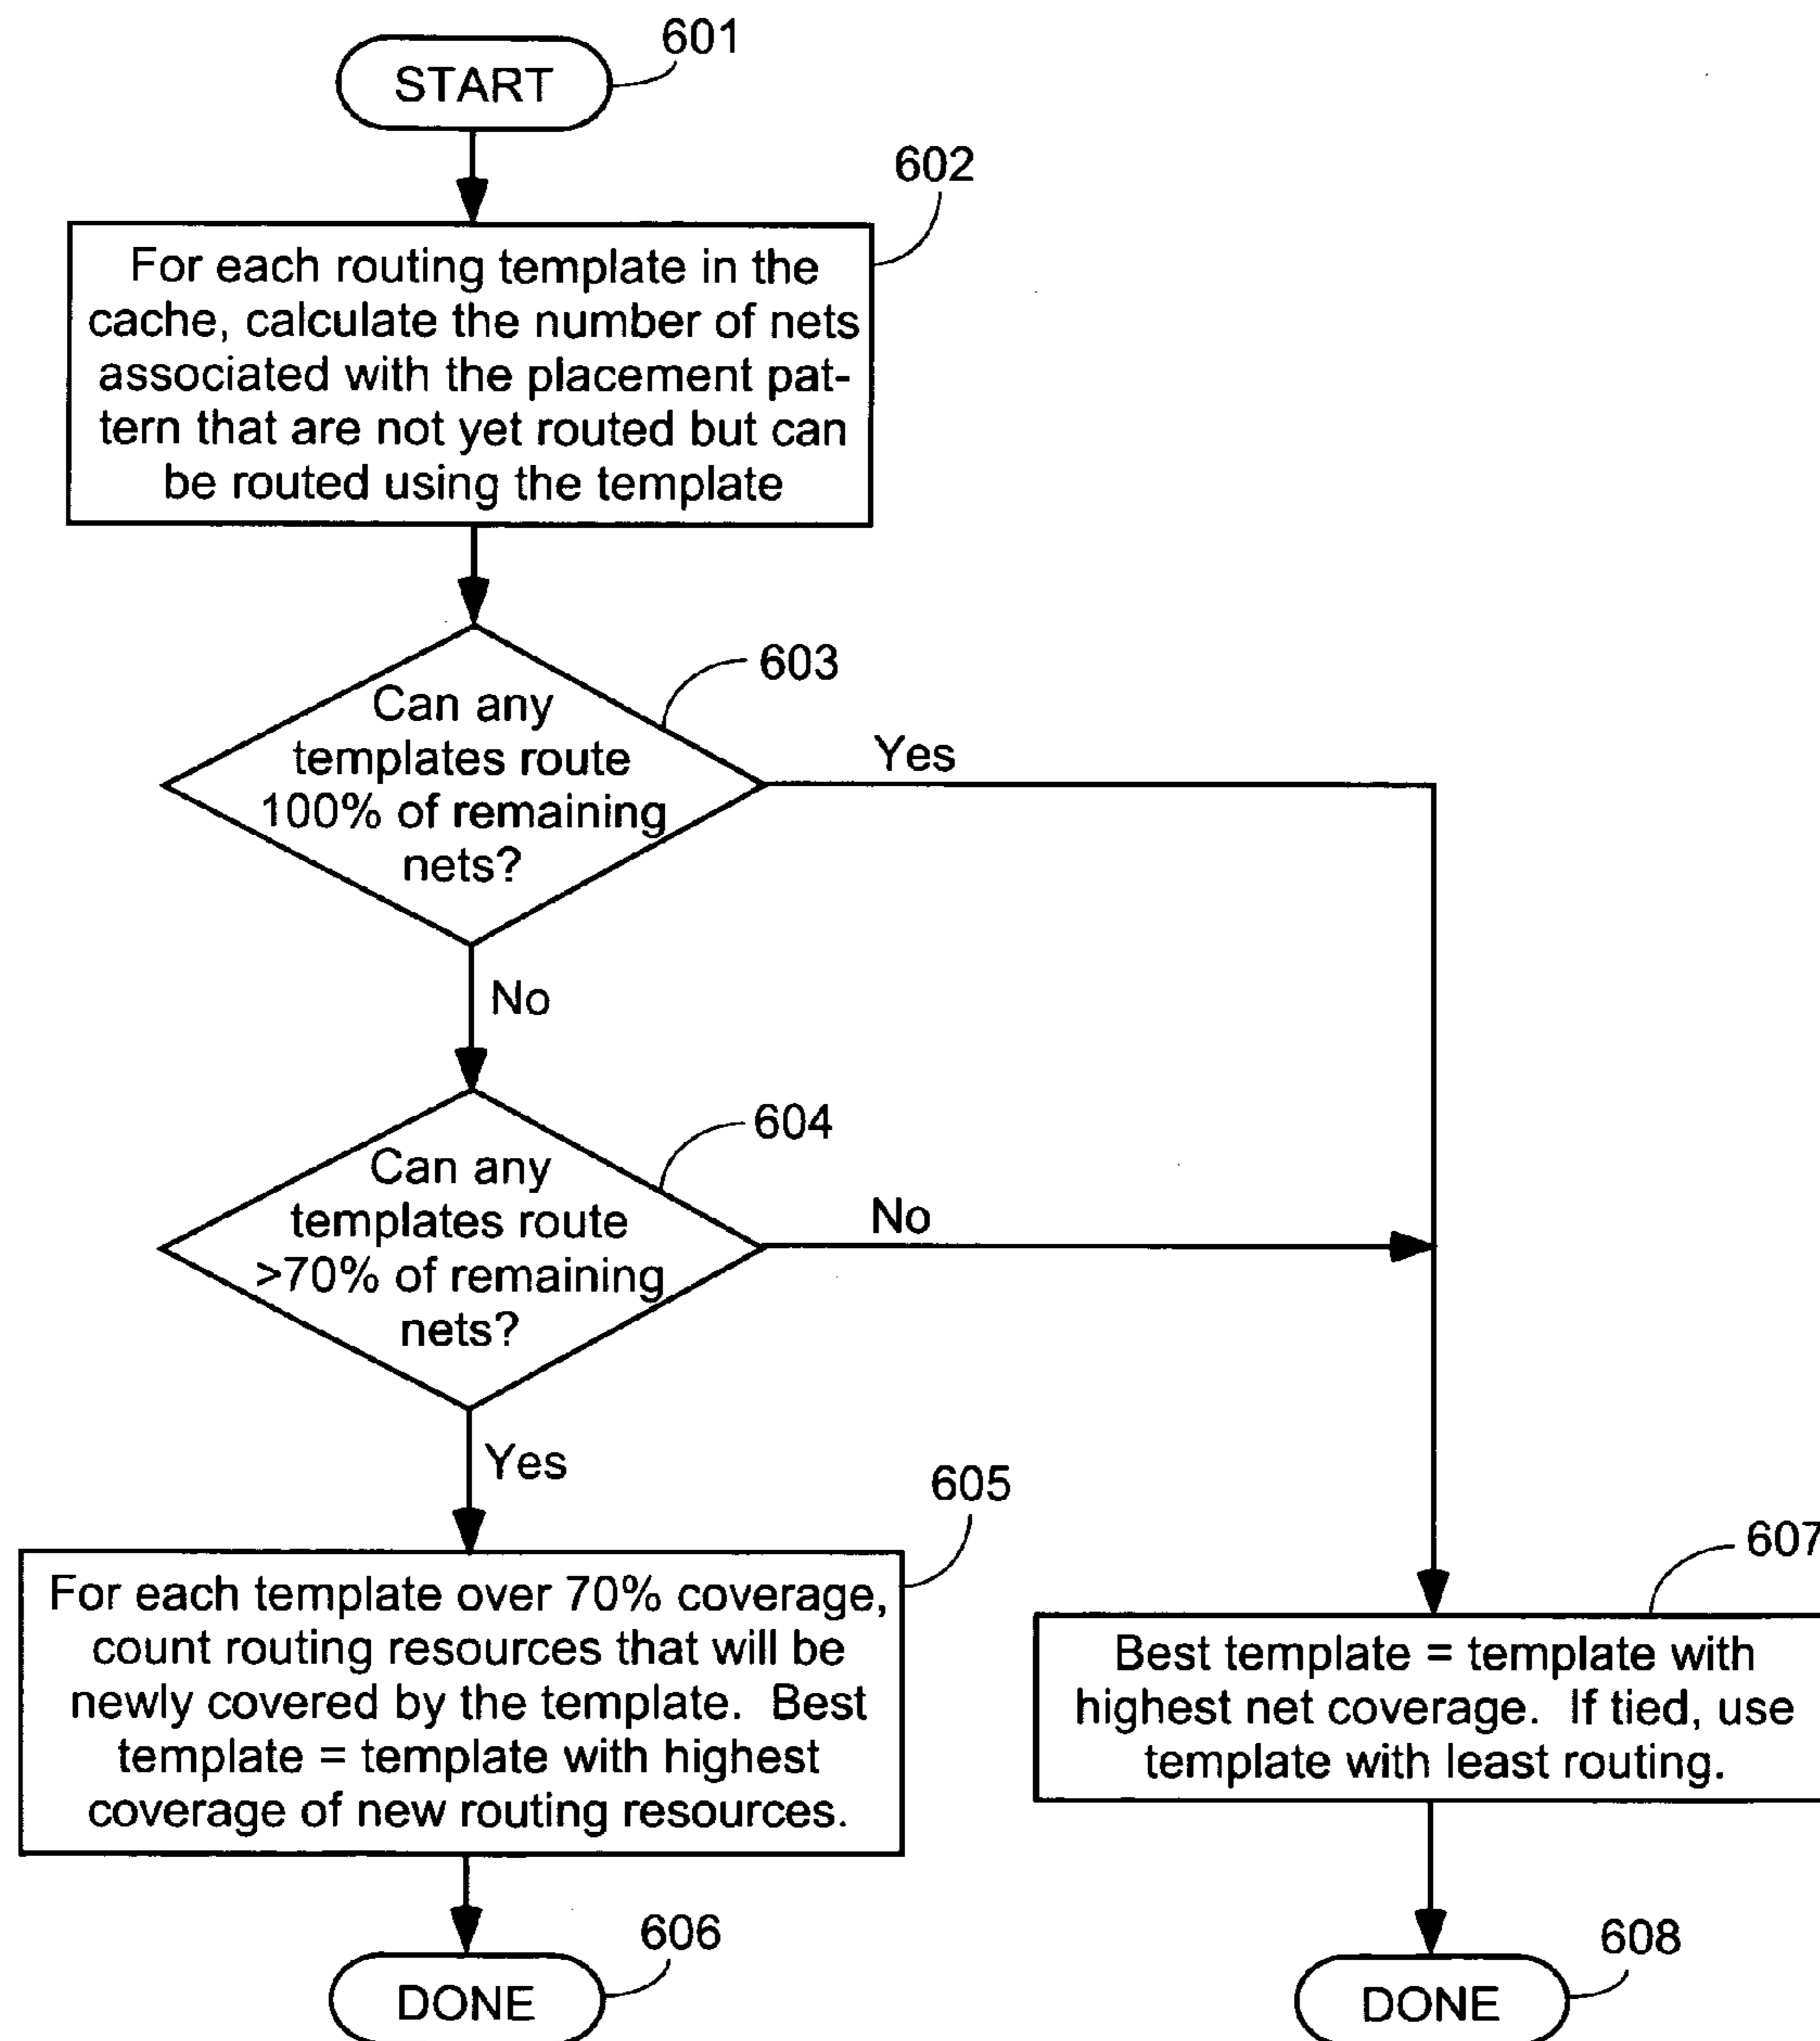 601
START
602
For each routing template in the
cache, calculate the number of nets
associated with the placement pat-
tern that are not yet routed but can
be routed using the template
603
Can any
templates route
100% of remaining
nets?
Yes
No
604
Can any
templates route
>70% of remaining
nets?
No
Yes
605
For each template over 70% coverage,
count routing resources that will be
newly covered by the template. Best
template = template with highest
coverage of new routing resources.
607
Best template = template with
highest net coverage. If tied, use
template with least routing.
606
DONE
608
DONE